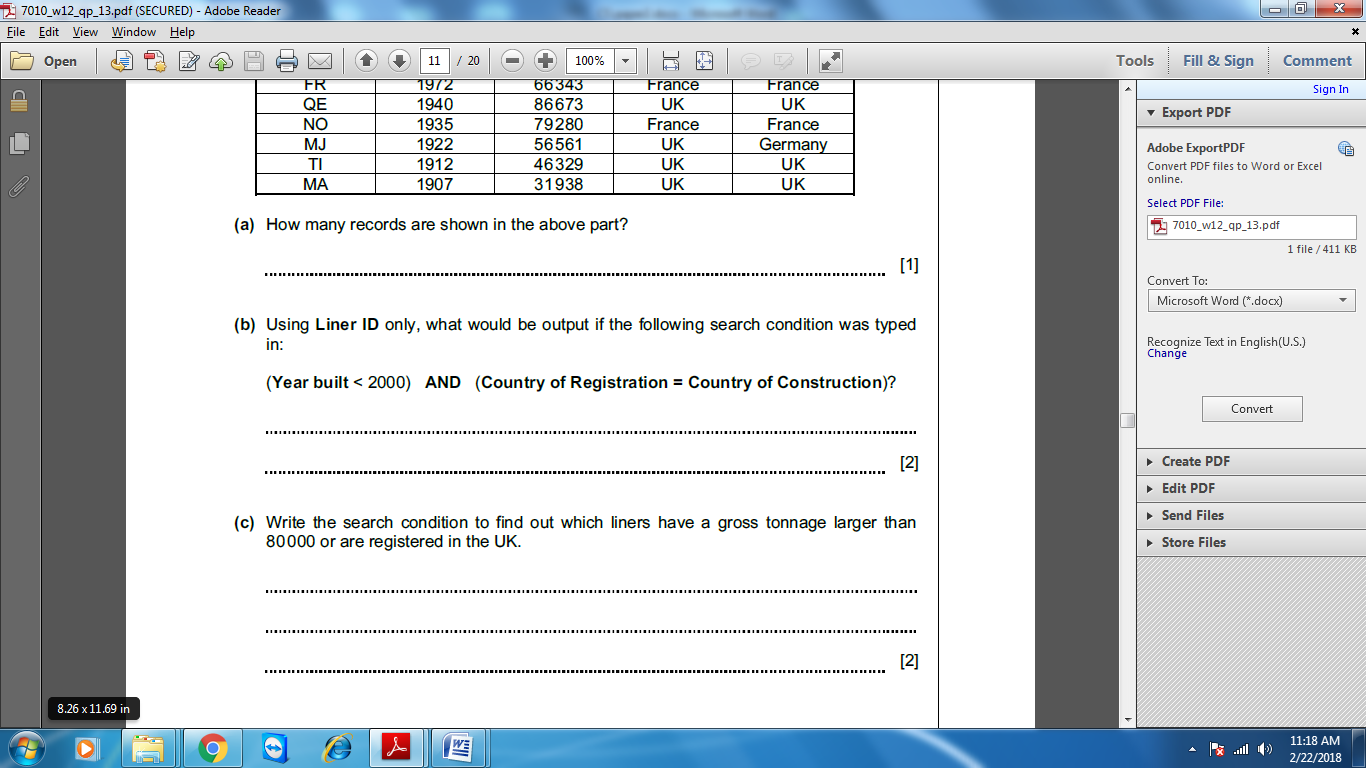 7010_w12_qp_13.pdf (SECURED) - Adobe Reader
File Edit View Window Help
Open 11 / 20 100% Tools Fill & Sign Comment
Sign In
Export PDF
Adobe ExportPDF
Convert PDF files to Word or Excel
online.
Select PDF File:
7010_w12_qp_13.pdf
1 file / 411 KB
Convert To:
Microsoft Word (*.docx)
Recognize Text in English(U.S.)
Change
Convert
Create PDF
Edit PDF
Send Files
Store Files
FR 1972 66343 France France
QE 1940 86673 UK UK
NO 1935 79280 France France
MJ 1922 56561 UK Germany
TI 1912 46329 UK UK
MA 1907 31938 UK UK
(a) How many records are shown in the above part?
[1]
(b) Using Liner ID only, what would be output if the following search condition was typed
in:
(Year built < 2000) AND (Country of Registration = Country of Construction)?
[2]
(c) Write the search condition to find out which liners have a gross tonnage larger than
80000 or are registered in the UK.
[2]
8.26 x 11.69 in
11:18 AM
2/22/2018